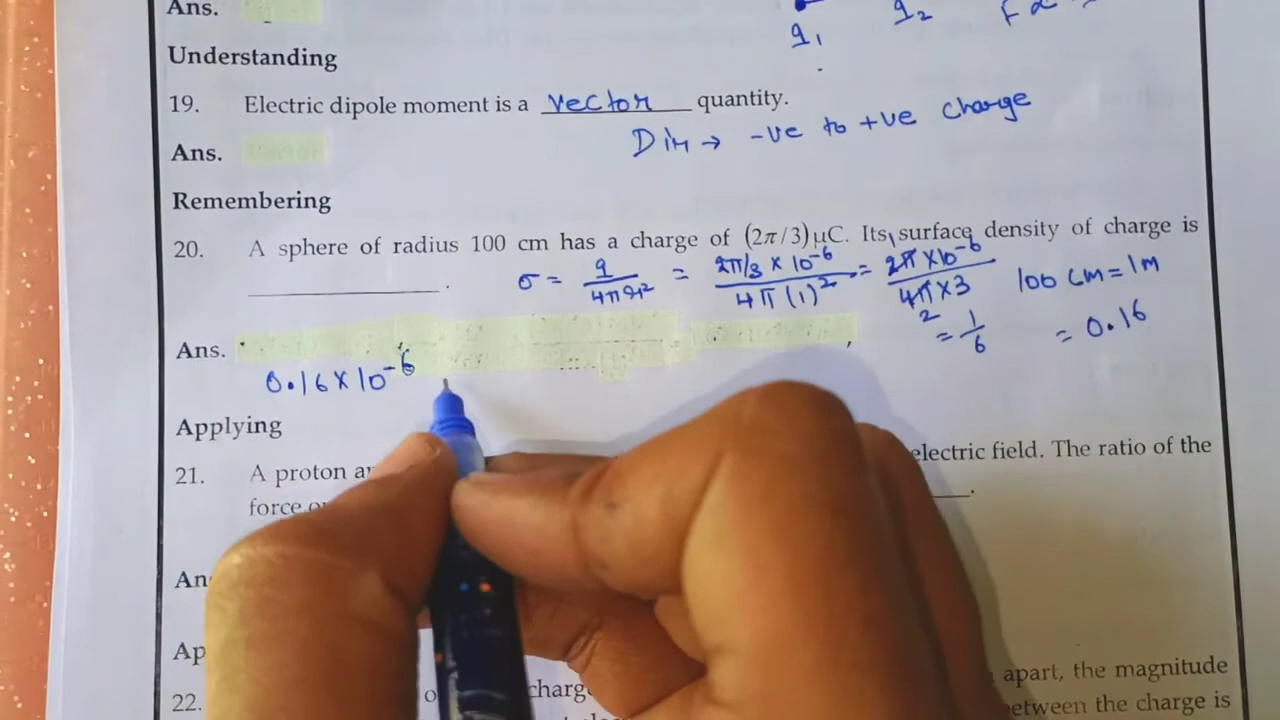 Ans.
q₁ q₂ F ∝
Understanding
19. Electric dipole moment is a vector quantity.
Dirn → -ve to +ve charge
Ans.
Remembering
20. A sphere of radius 100 cm has a charge of (2π/3) μC. Its surface density of charge is
________ .
σ = q/4πr² = 2π/3 × 10⁻⁶ / 4π(1)² = 2π × 10⁻⁶ / 4π × 3 100 cm = 1m
2 = 1/6 = 0.16
Ans.
0.16 × 10⁻⁶
Applying
21. A proton electric field. The ratio of the
force
Ap
22. charg apart, the magnitude
between the charge is